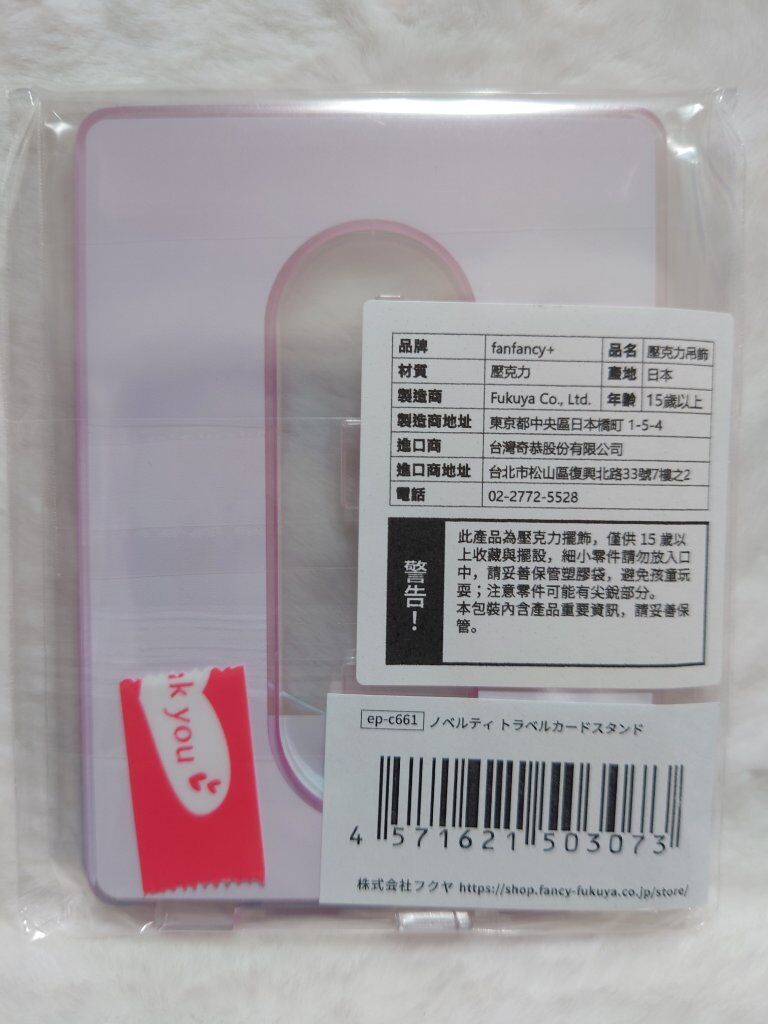 品牌 fanfancy+ 品名 壓克力吊飾
材質 壓克力 產地 日本
製造商 Fukuya Co., Ltd. 年齡 15歲以上
製造商地址 東京都中央區日本橋町 1-5-4
進口商 台灣奇恭股份有限公司
進口商地址 台北市松山區復興北路33號7樓之2
電話 02-2772-5528
警告！
此產品為壓克力擺飾，僅供 15 歲以
上收藏與擺設，細小零件請勿放入口
中，請妥善保管塑膠袋，避免孩童玩
耍；注意零件可能有尖銳部分。
本包裝內含產品重要資訊，請妥善保
管。
k you
ep-c661 ノベルティ トラベルカードスタンド
4 571621 503073
株式会社フクヤ https://shop.fancy-fukuya.co.jp/store/